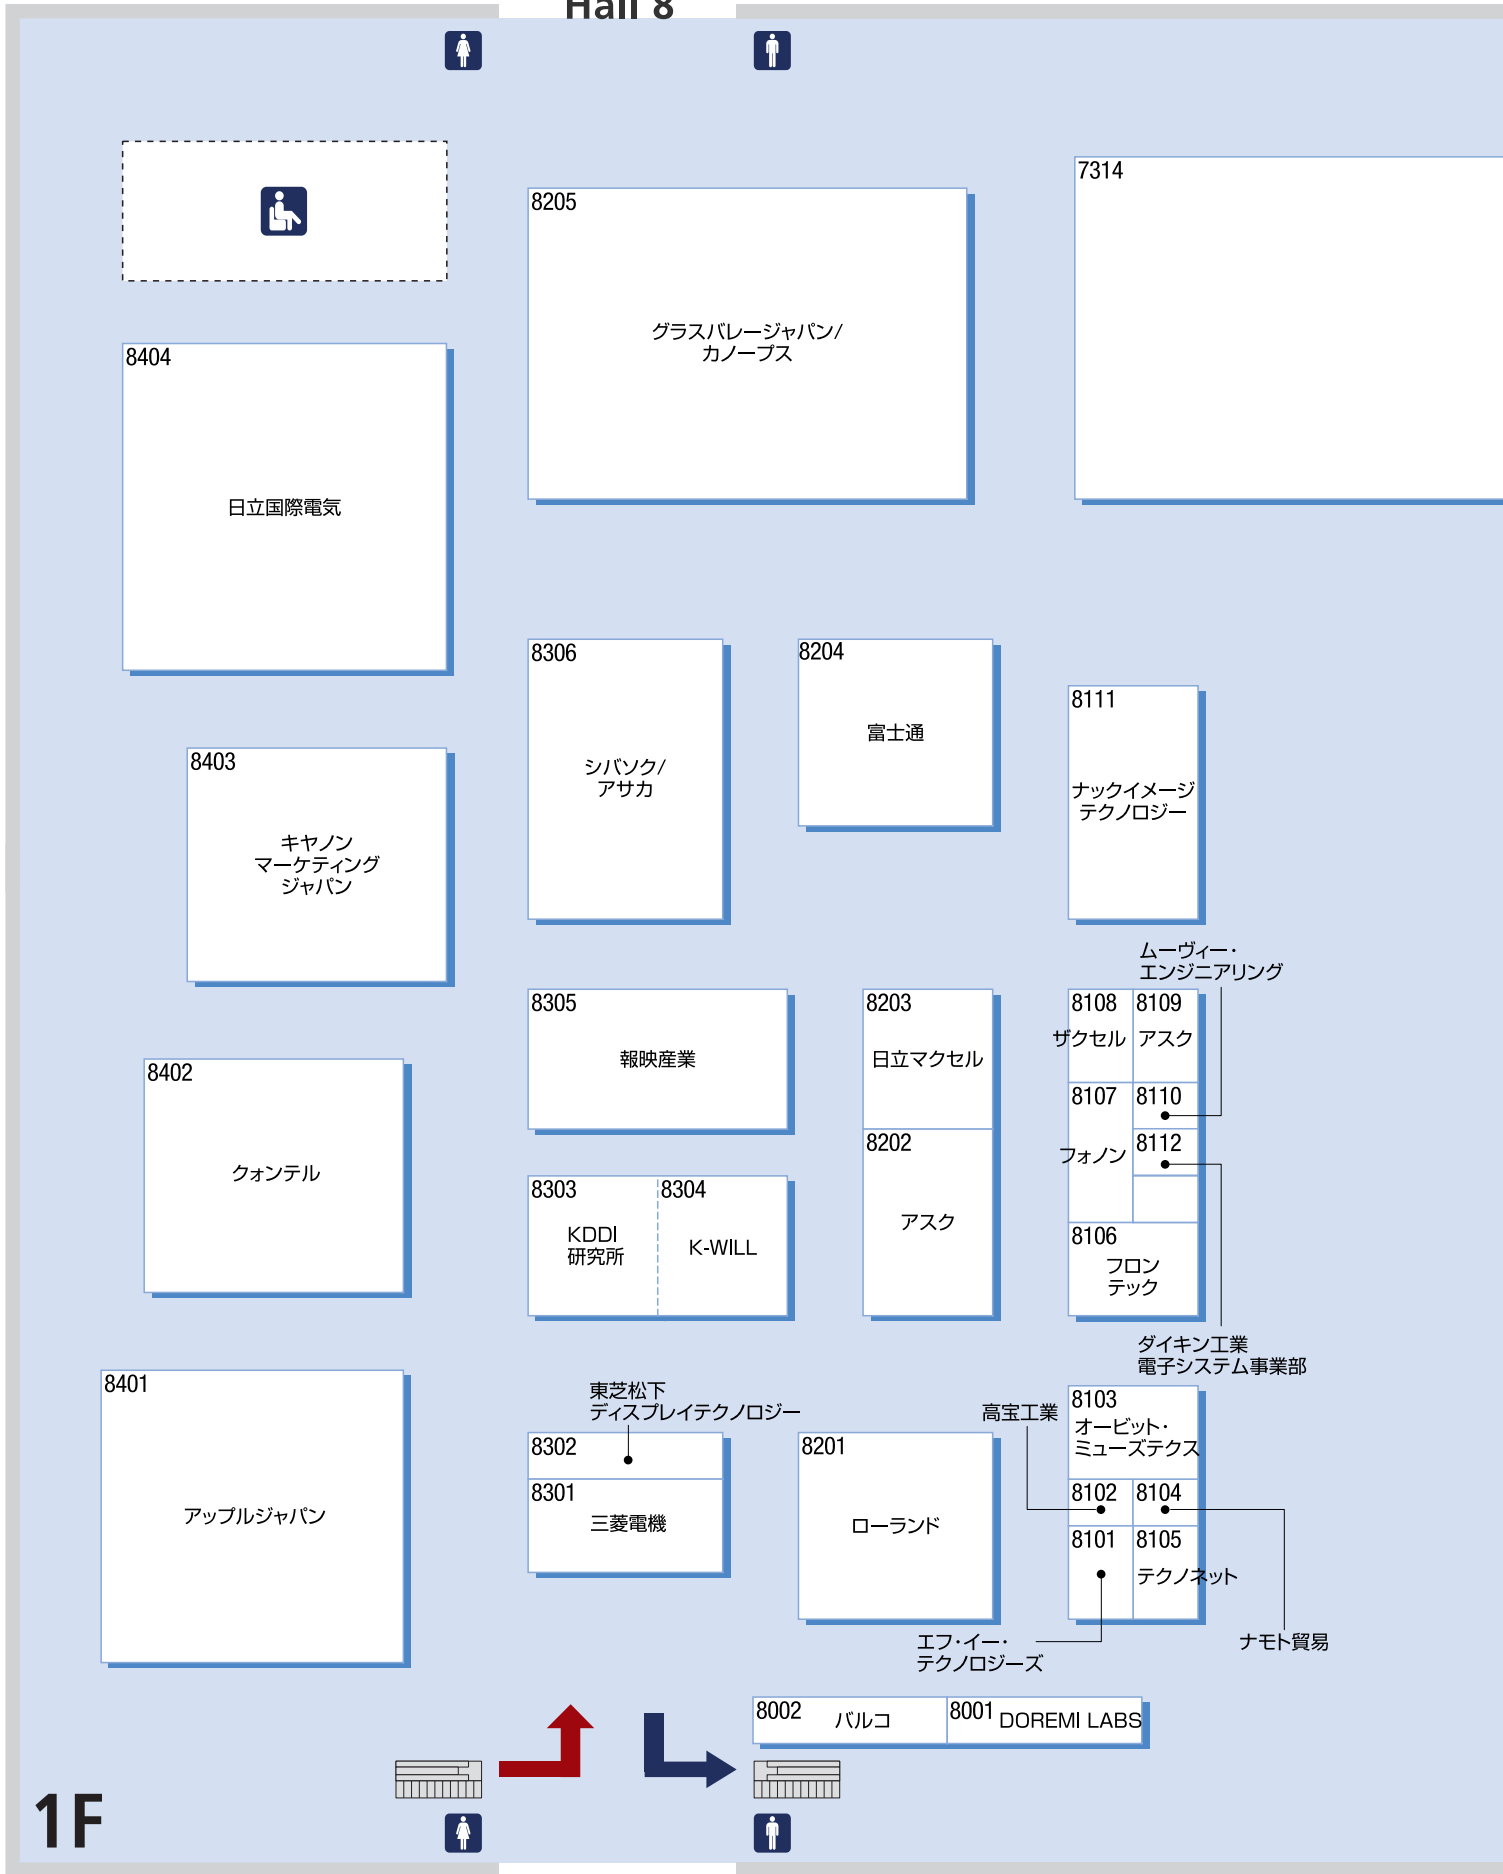 Hall 8
8205
グラスバレージャパン/
カノープス
7314
8404
日立国際電気
8306
シバソク/
アサカ
8204
富士通
8111
ナックイメージ
テクノロジー
8403
キヤノン
マーケティング
ジャパン
ムーヴィー・
エンジニアリング
8305
報映産業
8203
日立マクセル
8108
ザクセル
8109
アスク
8402
クォンテル
8107
フォノン
8110
8112
8202
アスク
8303
KDDI
研究所
8304
K-WILL
8106
フロン
テック
ダイキン工業
電子システム事業部
8401
アップルジャパン
東芝松下
ディスプレイテクノロジー
8302
8301
三菱電機
8201
ローランド
高宝工業
8103
オービット・
ミューズテクス
8102
8104
8101
8105
テクノネット
エフ・イー・
テクノロジーズ
ナモト貿易
8002
バルコ
8001
DOREMI LABS
1F